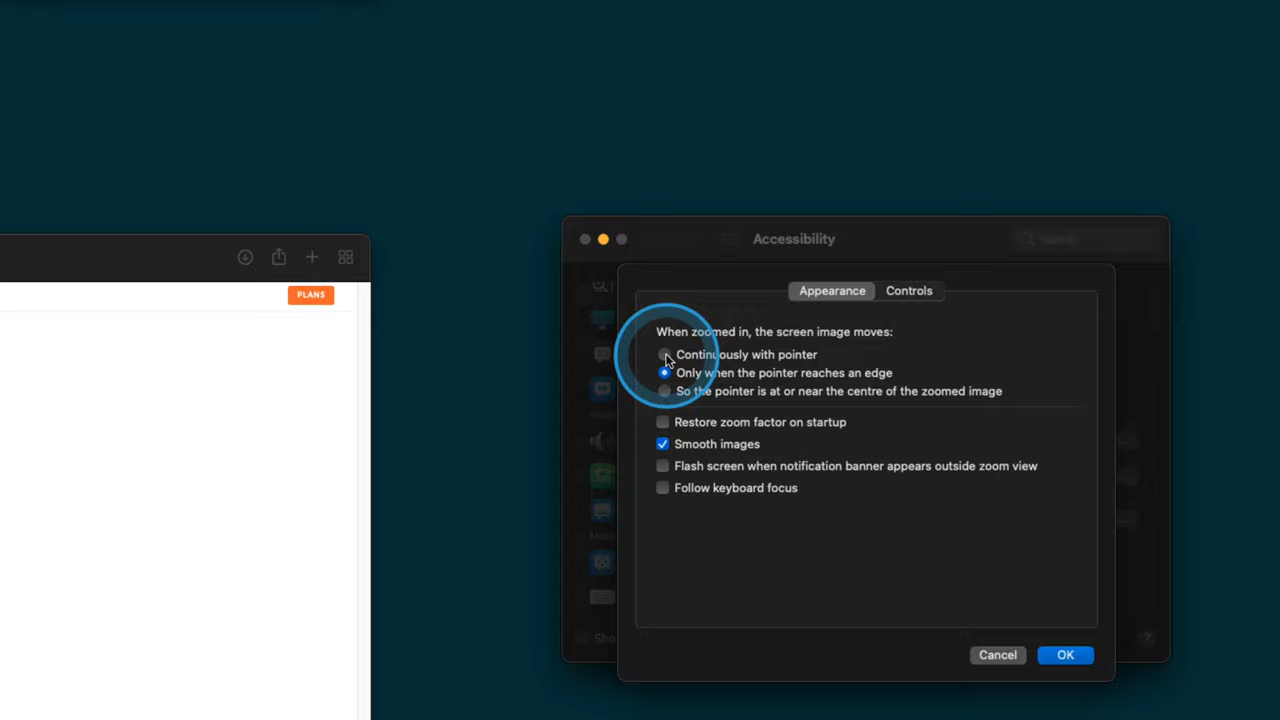 Accessibility
PLANS
Appearance
Controls
When zoomed in, the screen image moves:
Continuously with pointer
Only when the pointer reaches an edge
So the pointer is at or near the centre of the zoomed image
Restore zoom factor on startup
Smooth images
Flash screen when notification banner appears outside zoom view
Follow keyboard focus
Sho
?
Cancel
OK